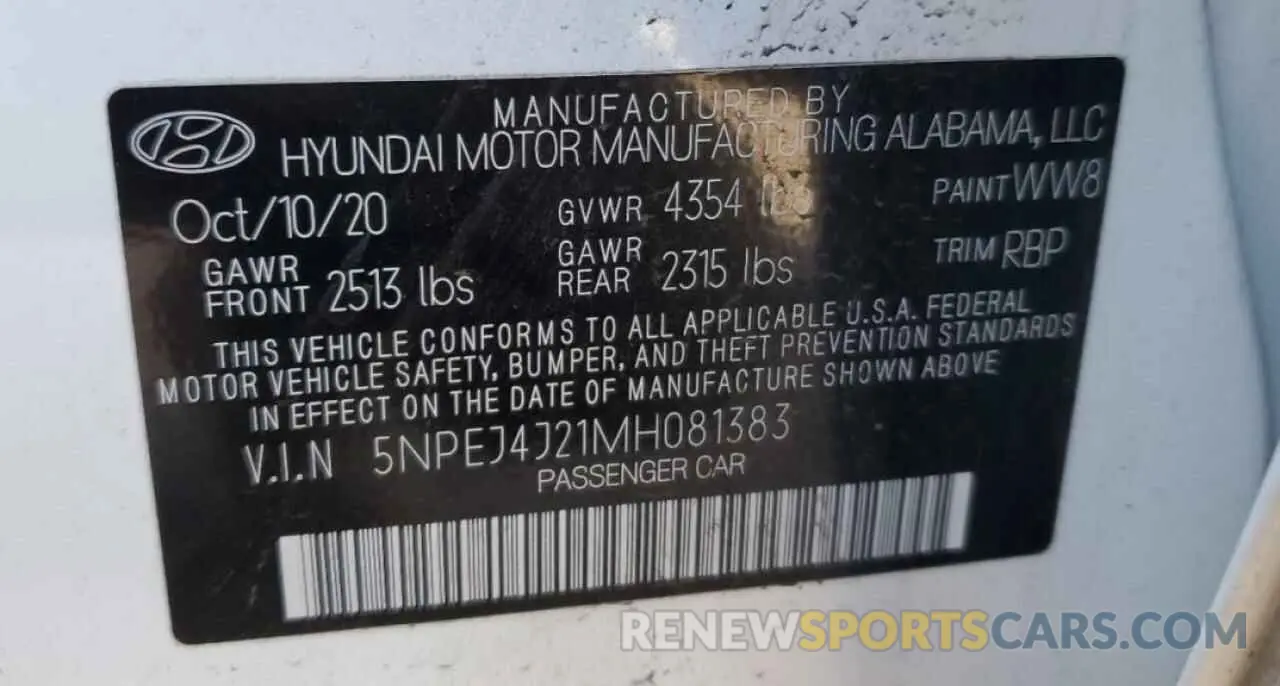 MANUFACTURED BY
HYUNDAI MOTOR MANUFACTURING ALABAMA, LLC
Oct/10/20 GVWR 4354 lbs PAINT WW8
GAWR FRONT 2513 lbs GAWR REAR 2315 lbs TRIM RBP
THIS VEHICLE CONFORMS TO ALL APPLICABLE U.S.A. FEDERAL
MOTOR VEHICLE SAFETY, BUMPER, AND THEFT PREVENTION STANDARDS
IN EFFECT ON THE DATE OF MANUFACTURE SHOWN ABOVE
V.I.N 5NPEJ4J21MH081383
PASSENGER CAR
RENEWSPORTSCARS.COM